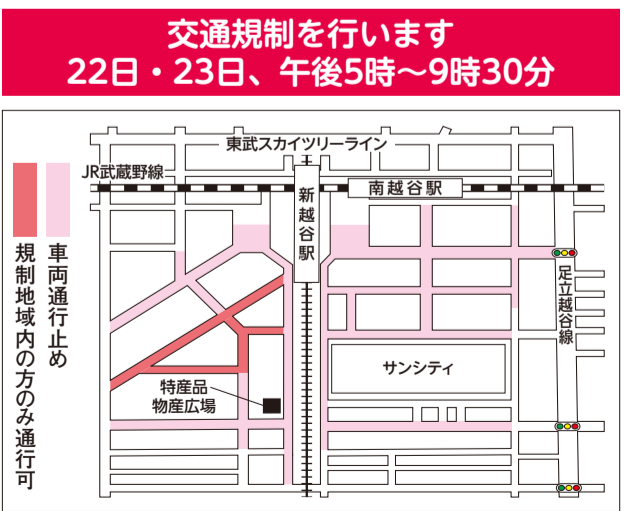 交通規制を行います
22日・23日、午後5時～9時30分
東武スカイツリーライン
JR武蔵野線
新越谷駅
南越谷駅
車両通行止め
規制地域内の方のみ通行可
足立越谷線
サンシティ
特産品
物産広場